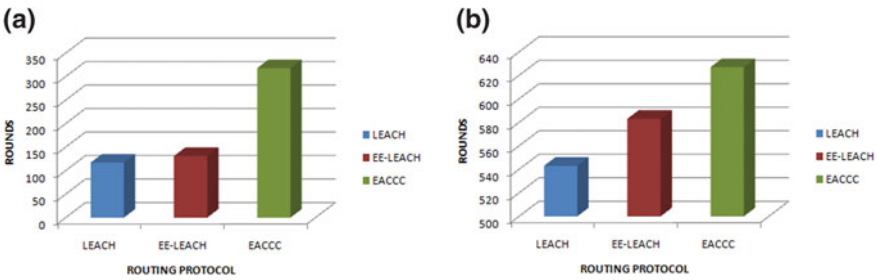 (a)
350
300
250
200
150
100
50
0
ROUNDS
LEACH EE-LEACH EACCC
ROUTING PROTOCOL
LEACH
EE-LEACH
EACCC
(b)
640
620
600
580
560
540
520
500
ROUNDS
LEACH EE-LEACH EACCC
ROUTING PROTOCOL
LEACH
EE-LEACH
EACCC